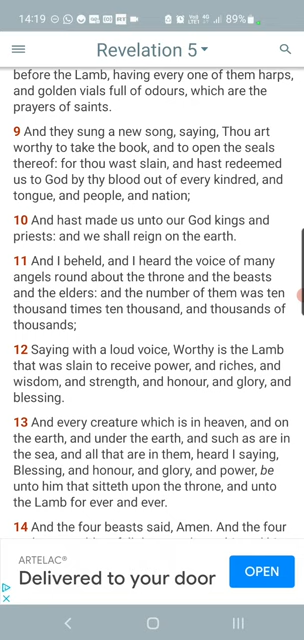 14:19
4G
LTE1
89%
Revelation 5
before the Lamb, having every one of them harps,
and golden vials full of odours, which are the
prayers of saints.
9 And they sung a new song, saying, Thou art
worthy to take the book, and to open the seals
thereof: for thou wast slain, and hast redeemed
us to God by thy blood out of every kindred, and
tongue, and people, and nation;
10 And hast made us unto our God kings and
priests: and we shall reign on the earth.
11 And I beheld, and I heard the voice of many
angels round about the throne and the beasts
and the elders: and the number of them was ten
thousand times ten thousand, and thousands of
thousands;
12 Saying with a loud voice, Worthy is the Lamb
that was slain to receive power, and riches, and
wisdom, and strength, and honour, and glory, and
blessing.
13 And every creature which is in heaven, and on
the earth, and under the earth, and such as are in
the sea, and all that are in them, heard I saying,
Blessing, and honour, and glory, and power, be
unto him that sitteth upon the throne, and unto
the Lamb for ever and ever.
14 And the four beasts said, Amen. And the four
ARTELAC®
Delivered to your door
OPEN